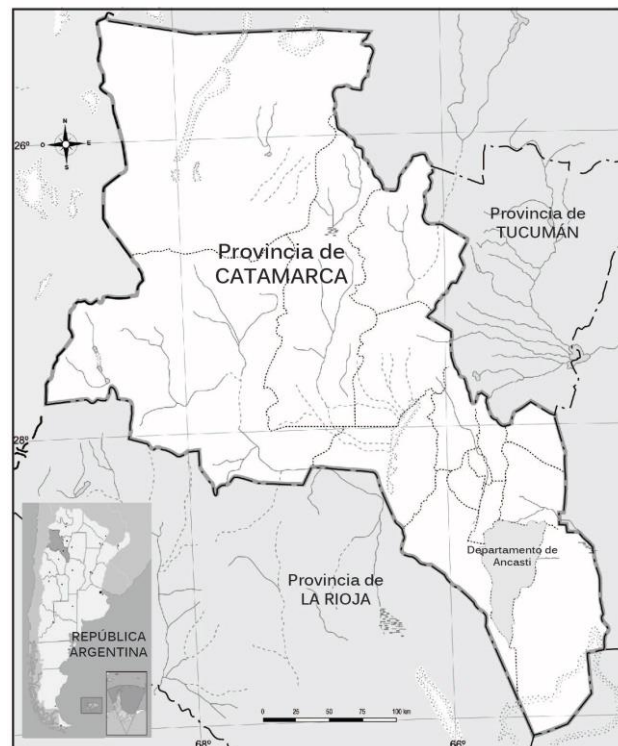 N
O
E
S
26º
Provincia de
TUCUMÁN
Provincia de
CATAMARCA
28º
Departamento de
Ancasti
Provincia de
LA RIOJA
REPÚBLICA
ARGENTINA
0 25 50 75 100 km
68º
66º